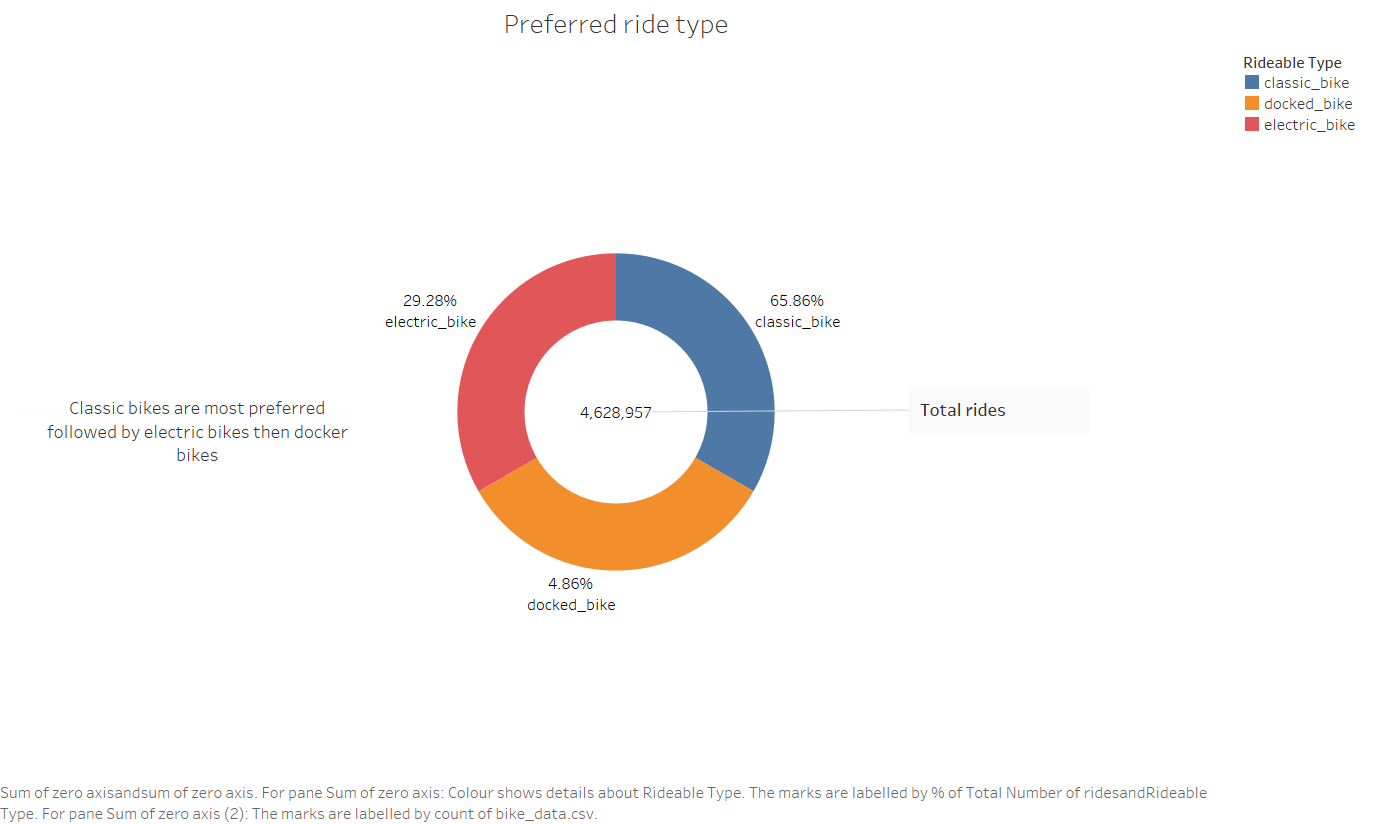 Preferred ride type
Rideable Type
classic_bike
docked_bike
electric_bike
29.28%
electric_bike
65.86%
classic_bike
Classic bikes are most preferred
followed by electric bikes then docker
bikes
4,628,957
Total rides
4.86%
docked_bike
Sum of zero axisandsum of zero axis. For pane Sum of zero axis: Colour shows details about Rideable Type. The marks are labelled by % of Total Number of ridesandRideable
Type. For pane Sum of zero axis (2): The marks are labelled by count of bike_data.csv.